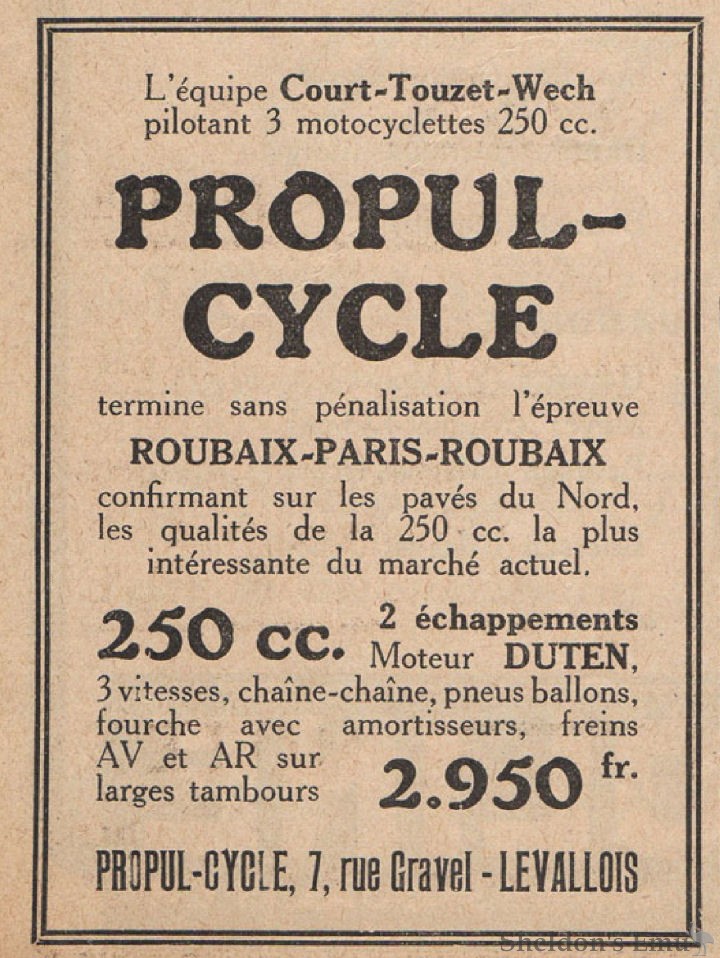 L'équipe Court-Touzet-Wech
pilotant 3 motocyclettes 250 cc.
PROPUL-
CYCLE
termine sans pénalisation l'épreuve
ROUBAIX-PARIS-ROUBAIX
confirmant sur les pavés du Nord,
les qualités de la 250 cc. la plus
intéressante du marché actuel.
250 cc. 2 échappements
Moteur DUTEN,
3 vitesses, chaîne-chaîne, pneus ballons,
fourche avec amortisseurs, freins
AV et AR sur
larges tambours
2.950 fr.
PROPUL-CYCLE, 7, rue Gravel - LEVALLOIS
Sheldon's Emu